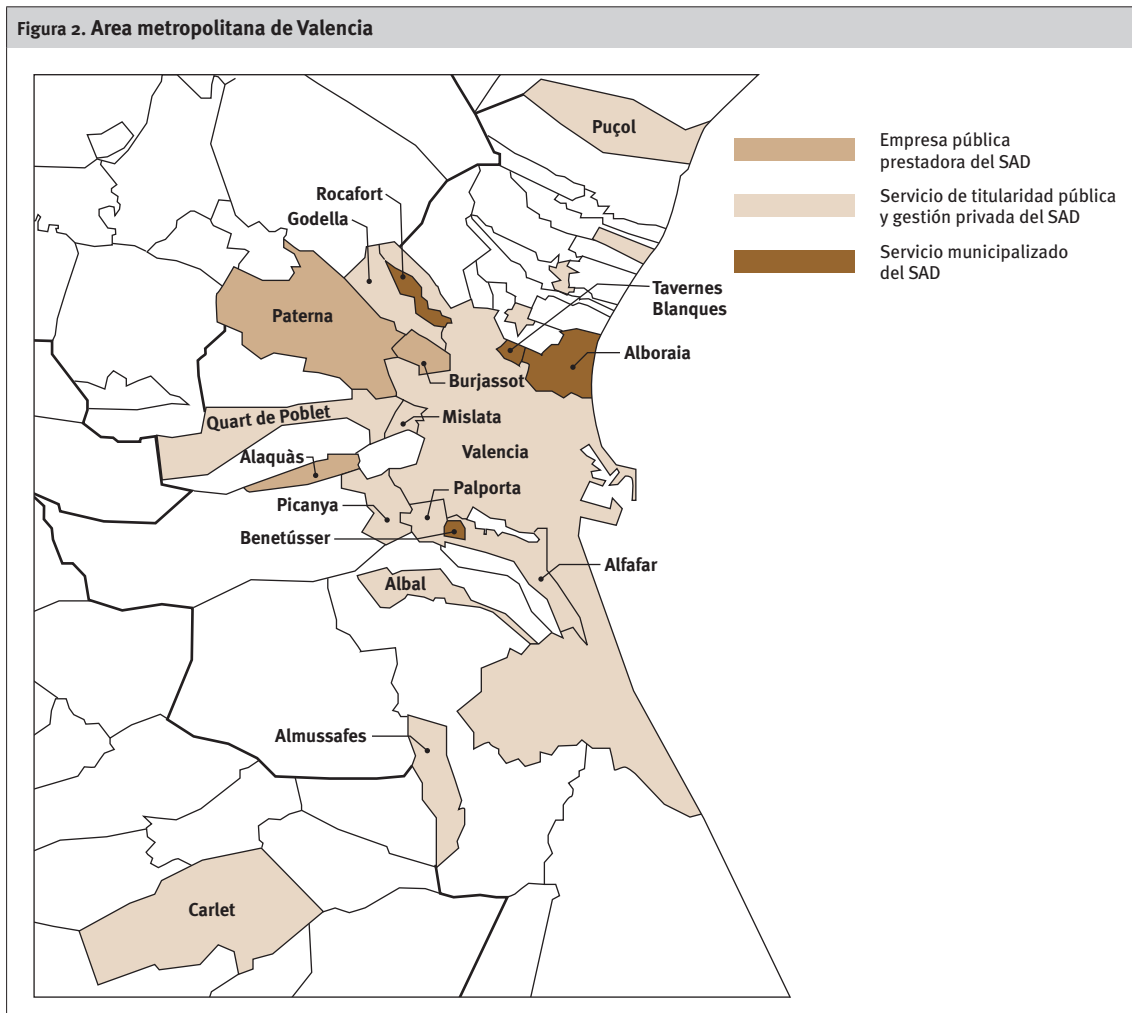 Figura 2. Area metropolitana de Valencia
Puçol
Empresa pública
prestadora del SAD
Servicio de titularidad pública
y gestión privada del SAD
Servicio municipalizado
del SAD
Rocafort
Godella
Tavernes
Blanques
Paterna
Alboraia
Burjassot
Quart de Poblet
Mislata
Alaquàs
Valencia
Palporta
Picanya
Benetússer
Alfafar
Albal
Almussafes
Carlet